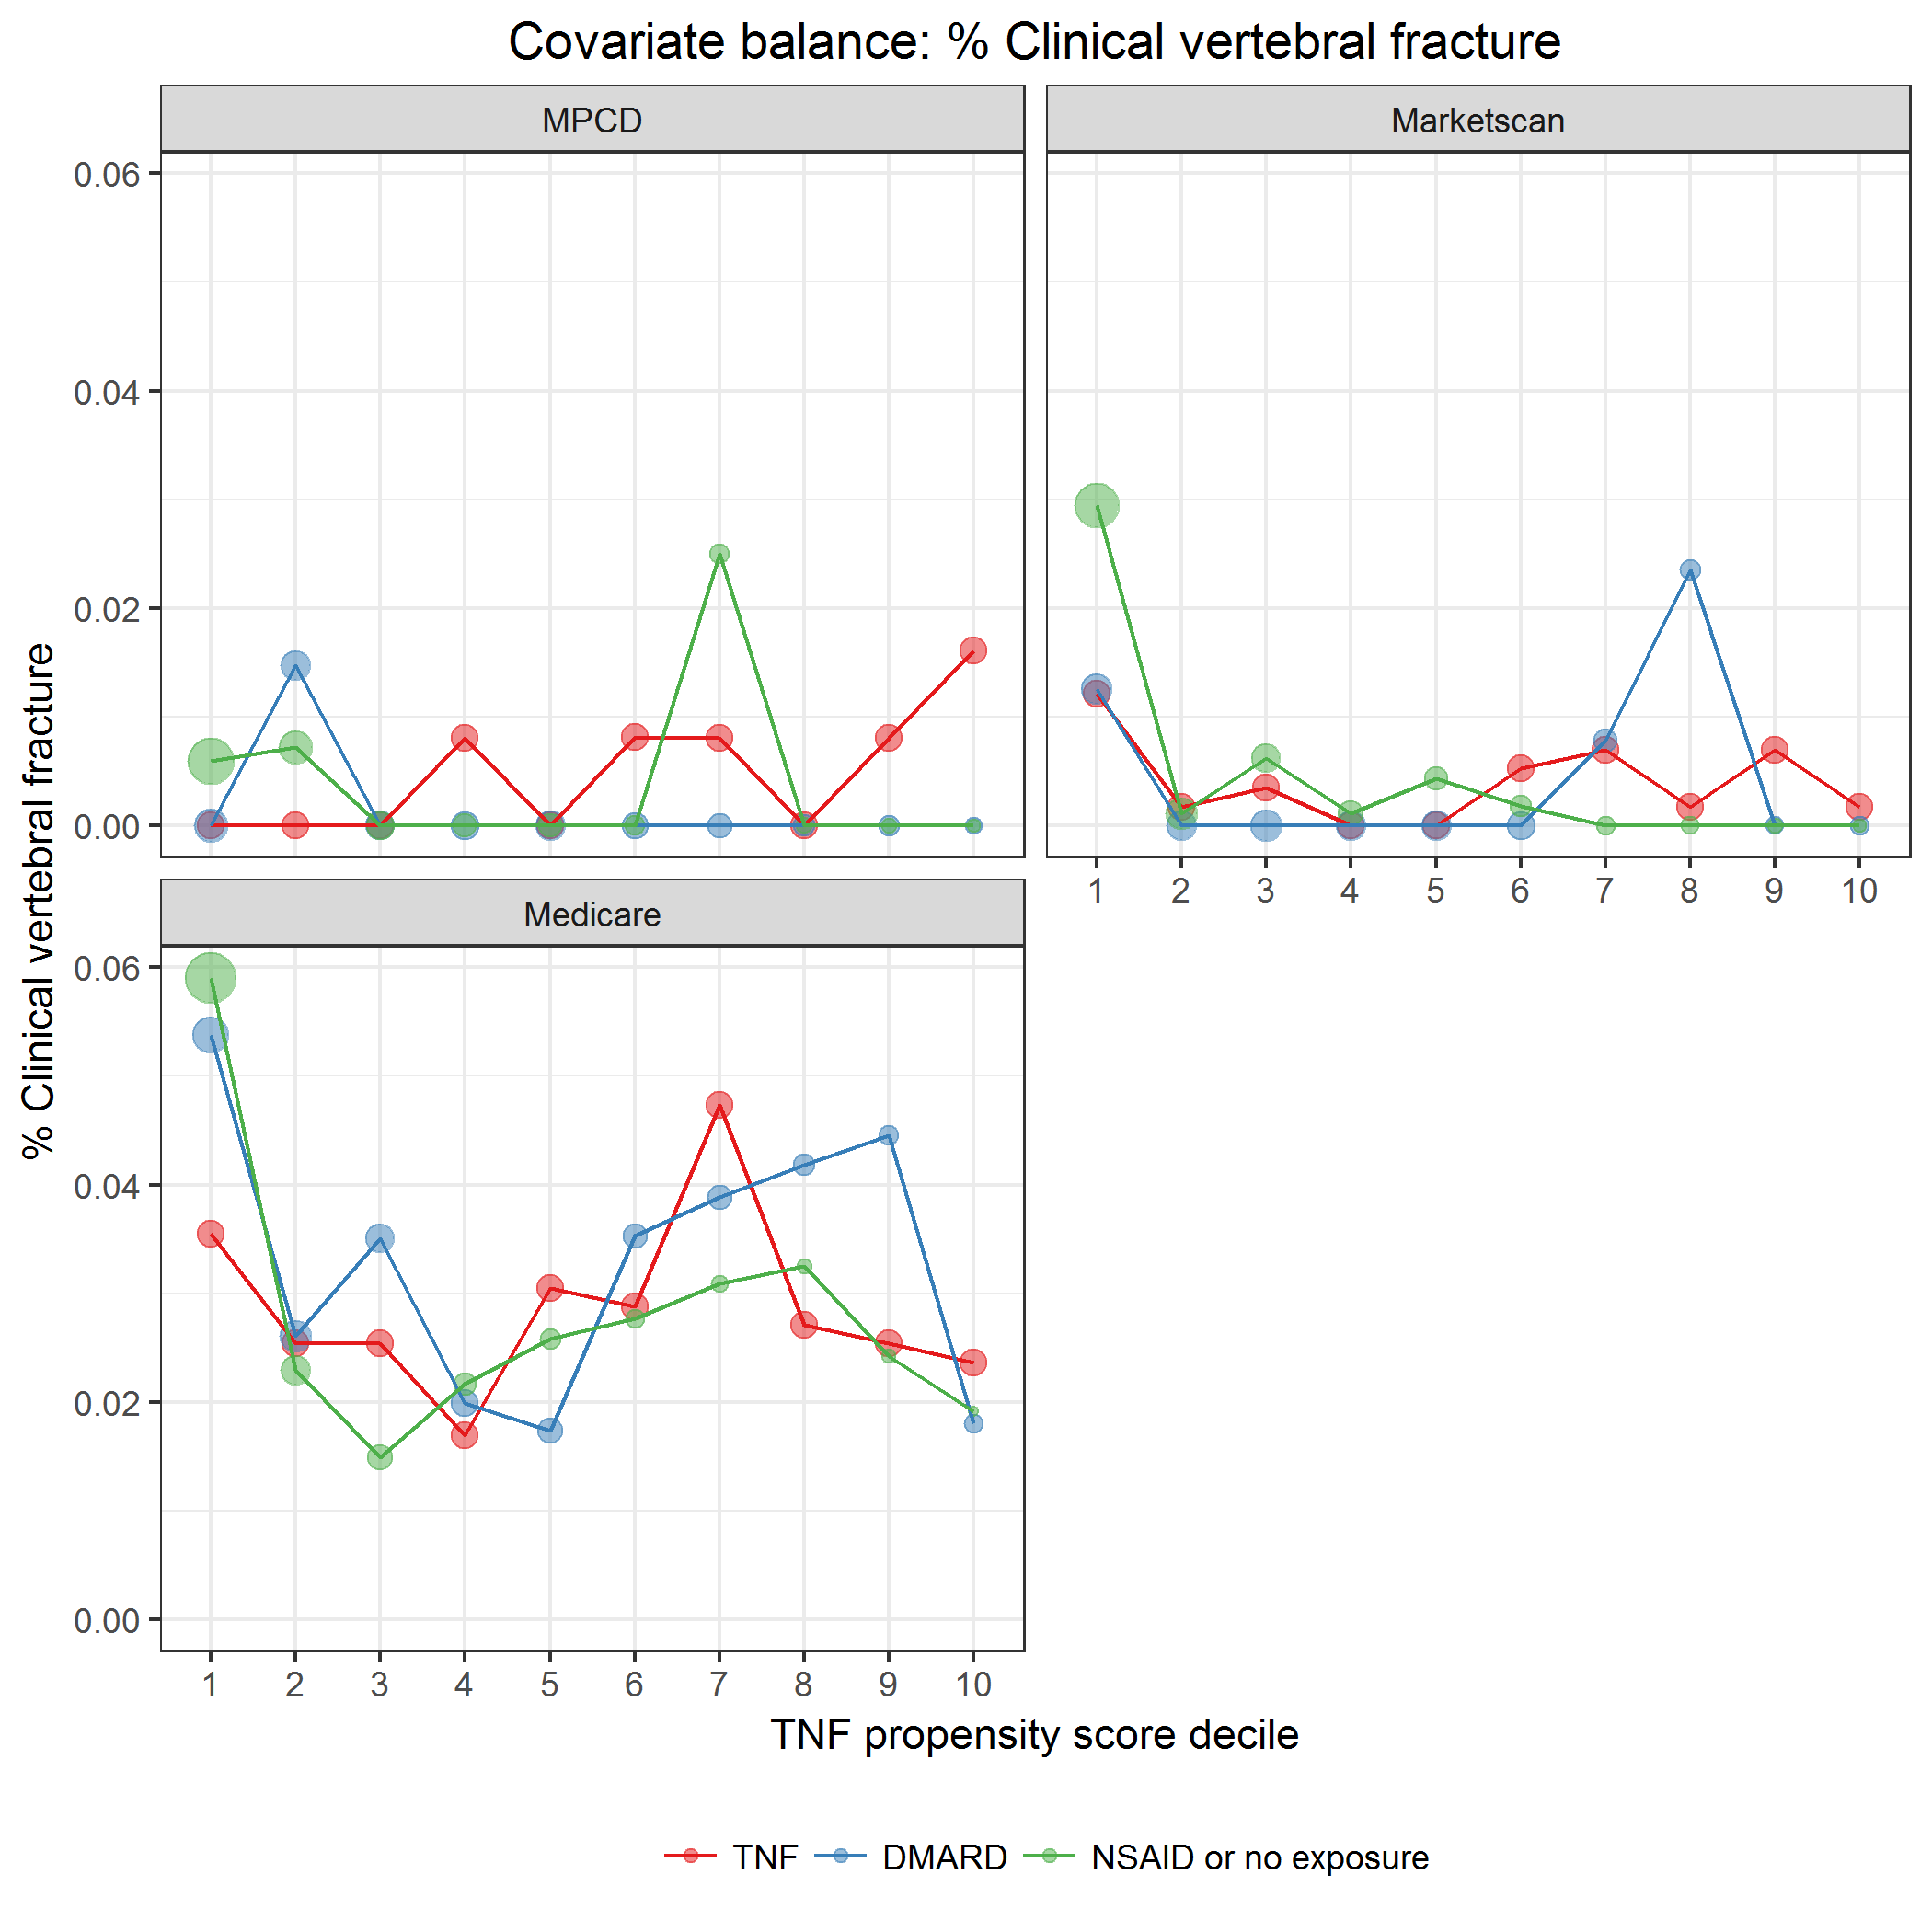 Covariate balance: % Clinical vertebral fracture
MPCD
Marketscan
0.06
0.04
0.02
0.00
1 2 3 4 5 6 7 8 9 10
Medicare
0.06
0.04
0.02
0.00
1 2 3 4 5 6 7 8 9 10
% Clinical vertebral fracture
TNF propensity score decile
TNF DMARD NSAID or no exposure